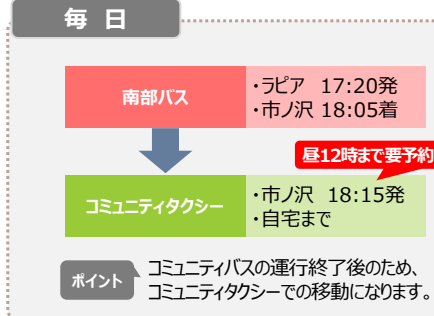 毎 日
南部バス
・ラピア 17:20発
・市ノ沢 18:05着
昼12時まで要予約
コミュニティタクシー
・市ノ沢 18:15発
・自宅まで
ポイント
コミュニティバスの運行終了後のため、
コミュニティタクシーでの移動になります。